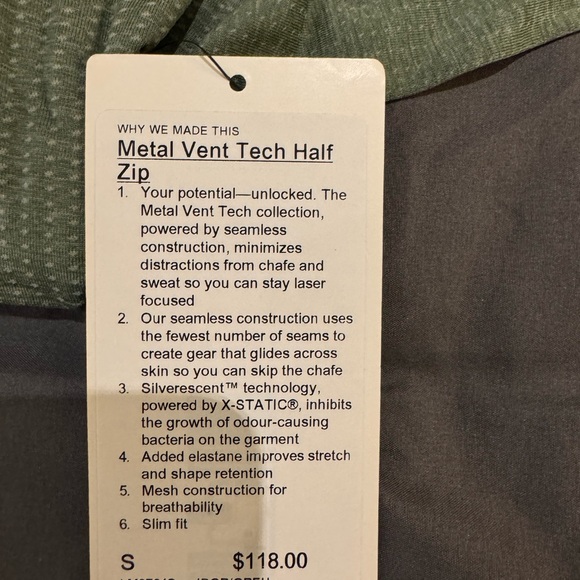 WHY WE MADE THIS
Metal Vent Tech Half
Zip
1. Your potential—unlocked. The
Metal Vent Tech collection,
powered by seamless
construction, minimizes
distractions from chafe and
sweat so you can stay laser
focused
2. Our seamless construction uses
the fewest number of seams to
create gear that glides across
skin so you can skip the chafe
3. Silverescent™ technology,
powered by X-STATIC®, inhibits
the growth of odour-causing
bacteria on the garment
4. Added elastane improves stretch
and shape retention
5. Mesh construction for
breathability
6. Slim fit
S $118.00